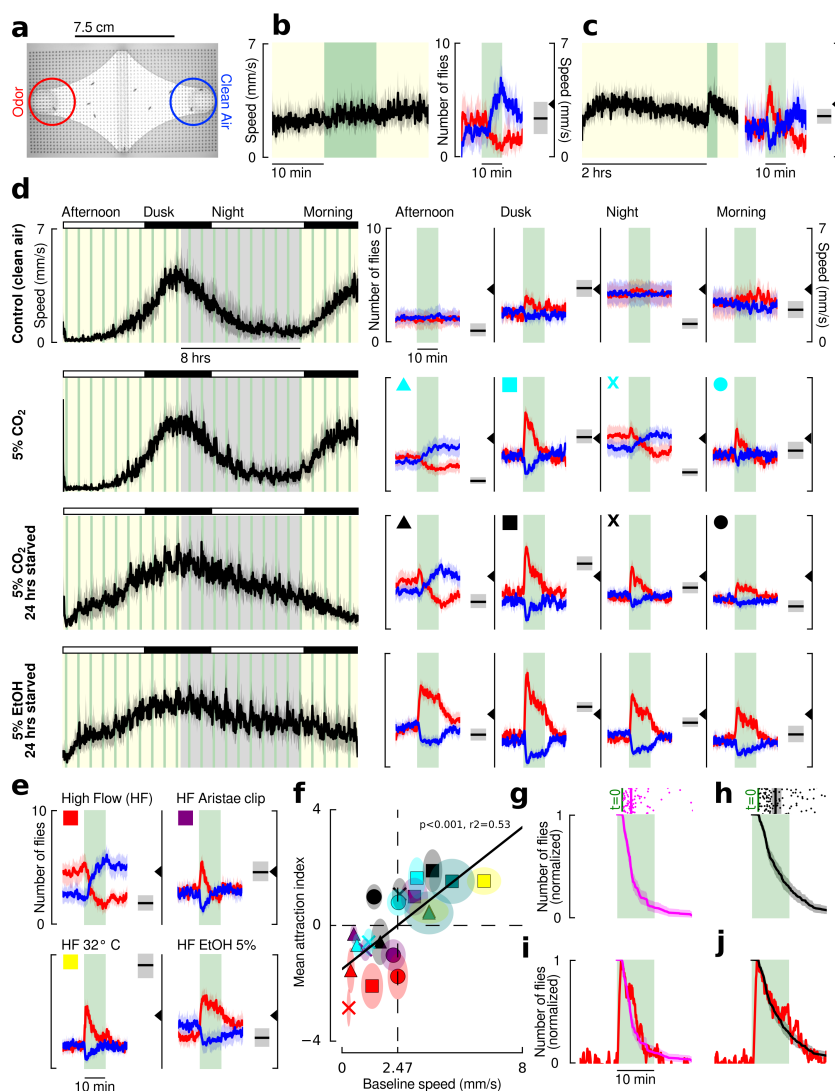 a
7.5 cm
Odor
Clean Air
b
Speed (mm/s)
7
0
10 min
Number of flies
10
0
10 min
7
0
Speed (mm/s)
c
7
0
2 hrs
10 min
d
Afternoon Dusk Night Morning
Control (clean air)
Speed (mm/s)
7
0
8 hrs
Afternoon Dusk Night Morning
Number of flies
10
0
10 min
7
0
Speed (mm/s)
5% CO2
X
5% CO2
24 hrs starved
X
5% EtOH
24 hrs starved
e
High Flow (HF)
HF Aristae clip
Number of flies
10
0
HF 32° C
HF EtOH 5%
10 min
f
p<0.001, r2=0.53
Mean attraction index
4
0
−4
0
2.47
8
Baseline speed (mm/s)
g
t=0
Number of flies
(normalized)
1
0
h
t=0
i
Number of flies
(normalized)
1
0
10 min
j